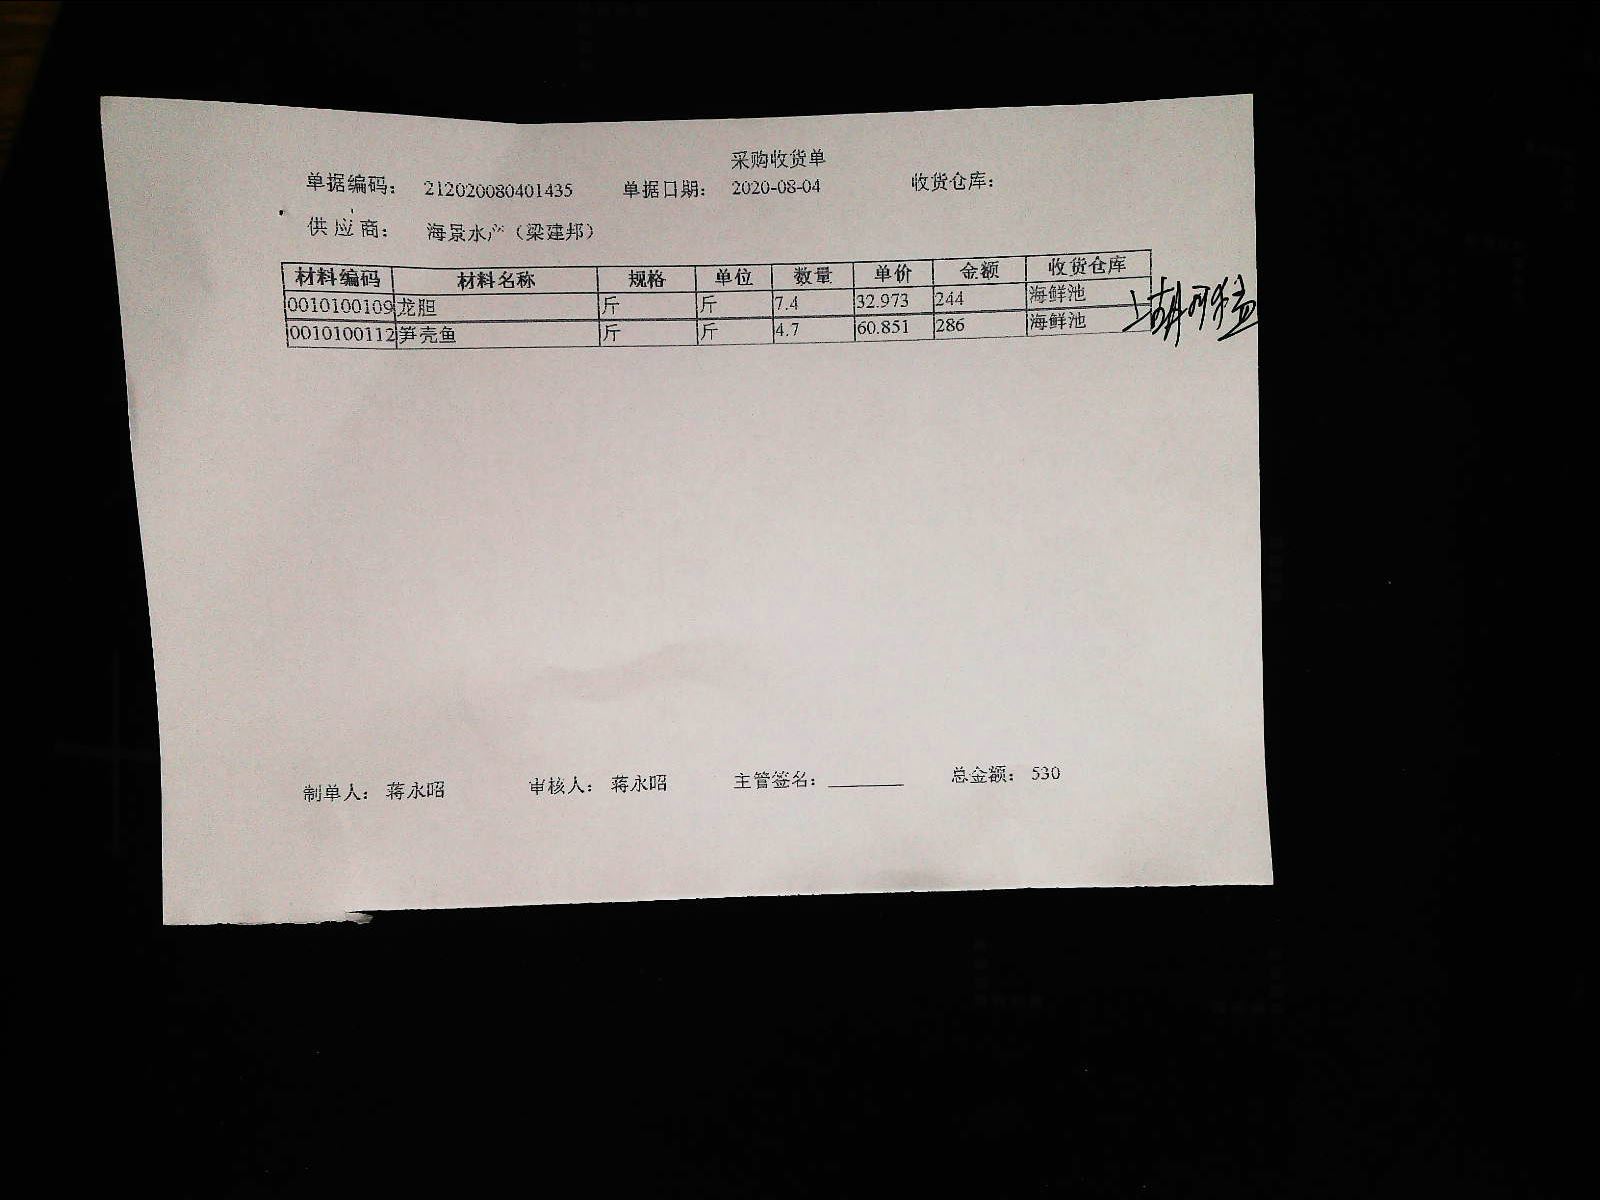 采购收货单
单据编码： 212020080401435 单据日期： 2020-08-04 收货仓库：
供 应 商： 海景水产（梁建邦）
材料编码 材料名称 规格 单位 数量 单价 金额 收货仓库
0010100109 龙胆 斤 斤 7.4 32.973 244 海鲜池
0010100112 笋壳鱼 斤 斤 4.7 60.851 286 海鲜池
制单人： 蒋永昭 审核人： 蒋永昭 主管签名： 总金额： 530